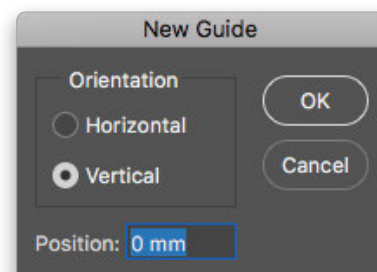 New Guide
Orientation
Horizontal
Vertical
Position: 0 mm
OK
Cancel